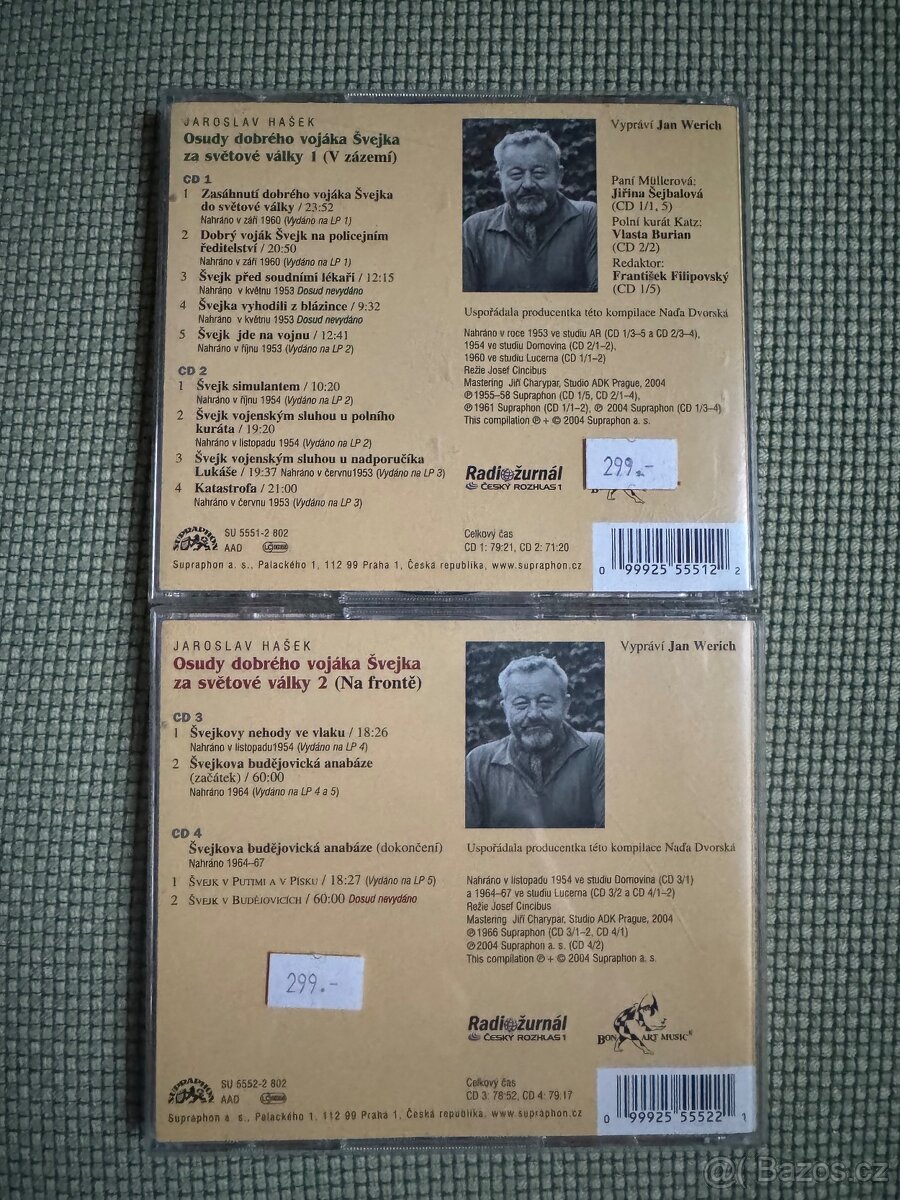 JAROSLAV HAŠEK
Osudy dobrého vojáka Švejka
za světové války 1 (V zázemí)
CD 1
1 Zasáhnutí dobrého vojáka Švejka
do světové války / 23:52
Nahráno v září 1960 (Vydáno na LP 1)
2 Dobrý voják Švejk na policejním
ředitelství / 20:50
Nahráno v září 1960 (Vydáno na LP 1)
3 Švejk před soudními lékaři / 12:15
Nahráno v květnu 1953 Dosud nevydáno
4 Švejka vyhodili z blázince / 9:32
Nahráno v květnu 1953 Dosud nevydáno
5 Švejk jde na vojnu / 12:41
Nahráno v říjnu 1953 (Vydáno na LP 2)
CD 2
1 Švejk simulantem / 10:20
Nahráno v říjnu 1954 (Vydáno na LP 2)
2 Švejk vojenským sluhou u polního
kuráta / 19:20
Nahráno v listopadu 1954 (Vydáno na LP 2)
3 Švejk vojenským sluhou u nadporučíka
Lukáše / 19:37 Nahráno v červnu1953 (Vydáno na LP 3)
4 Katastrofa / 21:00
Nahráno v červnu 1953 (Vydáno na LP 3)
Vypráví Jan Werich
Paní Müllerová:
Jiřina Šejbalová
(CD 1/1, 5)
Polní kurát Katz:
Vlasta Burian
(CD 2/2)
Redaktor:
František Filipovský
(CD 1/5)
Uspořádala producentka této kompilace Naďa Dvorská
Nahráno v roce 1953 ve studiu AR (CD 1/3–5 a CD 2/3–4),
1954 ve studiu Domovina (CD 2/1–2),
1960 ve studiu Lucerna (CD 1/1–2)
Režie Josef Cincibus
Mastering Jiří Charypar, Studio ADK Prague, 2004
℗ 1955–58 Supraphon (CD 1/5, CD 2/1–4),
℗ 1961 Supraphon (CD 1/1–2), ℗ 2004 Supraphon (CD 1/3–4)
This compilation ℗ + © 2004 Supraphon a. s.
Radiožurnál
ČESKÝ ROZHLAS 1
299.-
SUPRAPHON
SU 5551-2 802
AAD
Celkový čas
CD 1: 79:21, CD 2: 71:20
Supraphon a. s., Palackého 1, 112 99 Praha 1, Česká republika, www.supraphon.cz
0 99925 55512 2
JAROSLAV HAŠEK
Osudy dobrého vojáka Švejka
za světové války 2 (Na frontě)
CD 3
1 Švejkovy nehody ve vlaku / 18:26
Nahráno v listopadu1954 (Vydáno na LP 4)
2 Švejkova budějovická anabáze
(začátek) / 60:00
Nahráno 1964 (Vydáno na LP 4 a 5)
CD 4
Švejkova budějovická anabáze (dokončení)
Nahráno 1964–67
1 Švejk v Putimi a v Písku / 18:27 (Vydáno na LP 5)
2 Švejk v Budějovicích / 60:00 Dosud nevydáno
299.-
Vypráví Jan Werich
Uspořádala producentka této kompilace Naďa Dvorská
Nahráno v listopadu 1954 ve studiu Domovina (CD 3/1)
a 1964–67 ve studiu Lucerna (CD 3/2 a CD 4/1–2)
Režie Josef Cincibus
Mastering Jiří Charypar, Studio ADK Prague, 2004
℗ 1966 Supraphon (CD 3/1–2, CD 4/1)
℗ 2004 Supraphon a. s. (CD 4/2)
This compilation ℗ + © 2004 Supraphon a. s.
Radiožurnál
ČESKÝ ROZHLAS 1
BON ART MUSIC
SUPRAPHON
SU 5552-2 802
AAD
Celkový čas
CD 3: 78:52, CD 4: 79.17
Supraphon a. s., Palackého 1, 112 99 Praha 1, Česká republika, www.supraphon.cz
0 99925 55522 1
@( Bazos.cz